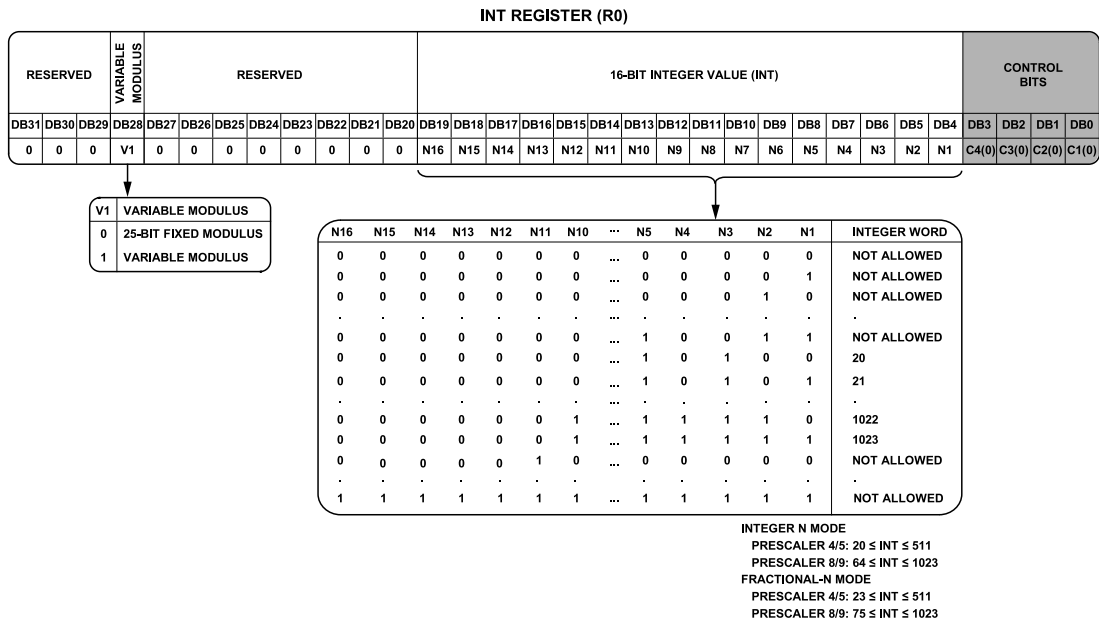 INT REGISTER (R0)
RESERVED VARIABLE MODULUS RESERVED 16-BIT INTEGER VALUE (INT) CONTROL BITS
DB31 DB30 DB29 DB28 DB27 DB26 DB25 DB24 DB23 DB22 DB21 DB20 DB19 DB18 DB17 DB16 DB15 DB14 DB13 DB12 DB11 DB10 DB9 DB8 DB7 DB6 DB5 DB4 DB3 DB2 DB1 DB0
0 0 0 V1 0 0 0 0 0 0 0 0 N16 N15 N14 N13 N12 N11 N10 N9 N8 N7 N6 N5 N4 N3 N2 N1 C4(0) C3(0) C2(0) C1(0)
V1 VARIABLE MODULUS
0 25-BIT FIXED MODULUS
1 VARIABLE MODULUS
N16 N15 N14 N13 N12 N11 N10 ... N5 N4 N3 N2 N1 INTEGER WORD
0 0 0 0 0 0 0 ... 0 0 0 0 0 NOT ALLOWED
0 0 0 0 0 0 0 ... 0 0 0 0 1 NOT ALLOWED
0 0 0 0 0 0 0 ... 0 0 0 1 0 NOT ALLOWED
. . . . . . . ... . . . . . .
0 0 0 0 0 0 0 ... 1 0 0 1 1 NOT ALLOWED
0 0 0 0 0 0 0 ... 1 0 1 0 0 20
0 0 0 0 0 0 0 ... 1 0 1 0 1 21
. . . . . . . ... . . . . . .
0 0 0 0 0 0 1 ... 1 1 1 1 0 1022
0 0 0 0 0 0 1 ... 1 1 1 1 1 1023
0 0 0 0 0 1 0 ... 0 0 0 0 0 NOT ALLOWED
. . . . . . . ... . . . . . .
1 1 1 1 1 1 1 ... 1 1 1 1 1 NOT ALLOWED
INTEGER N MODE
PRESCALER 4/5: 20 ≤ INT ≤ 511
PRESCALER 8/9: 64 ≤ INT ≤ 1023
FRACTIONAL-N MODE
PRESCALER 4/5: 23 ≤ INT ≤ 511
PRESCALER 8/9: 75 ≤ INT ≤ 1023